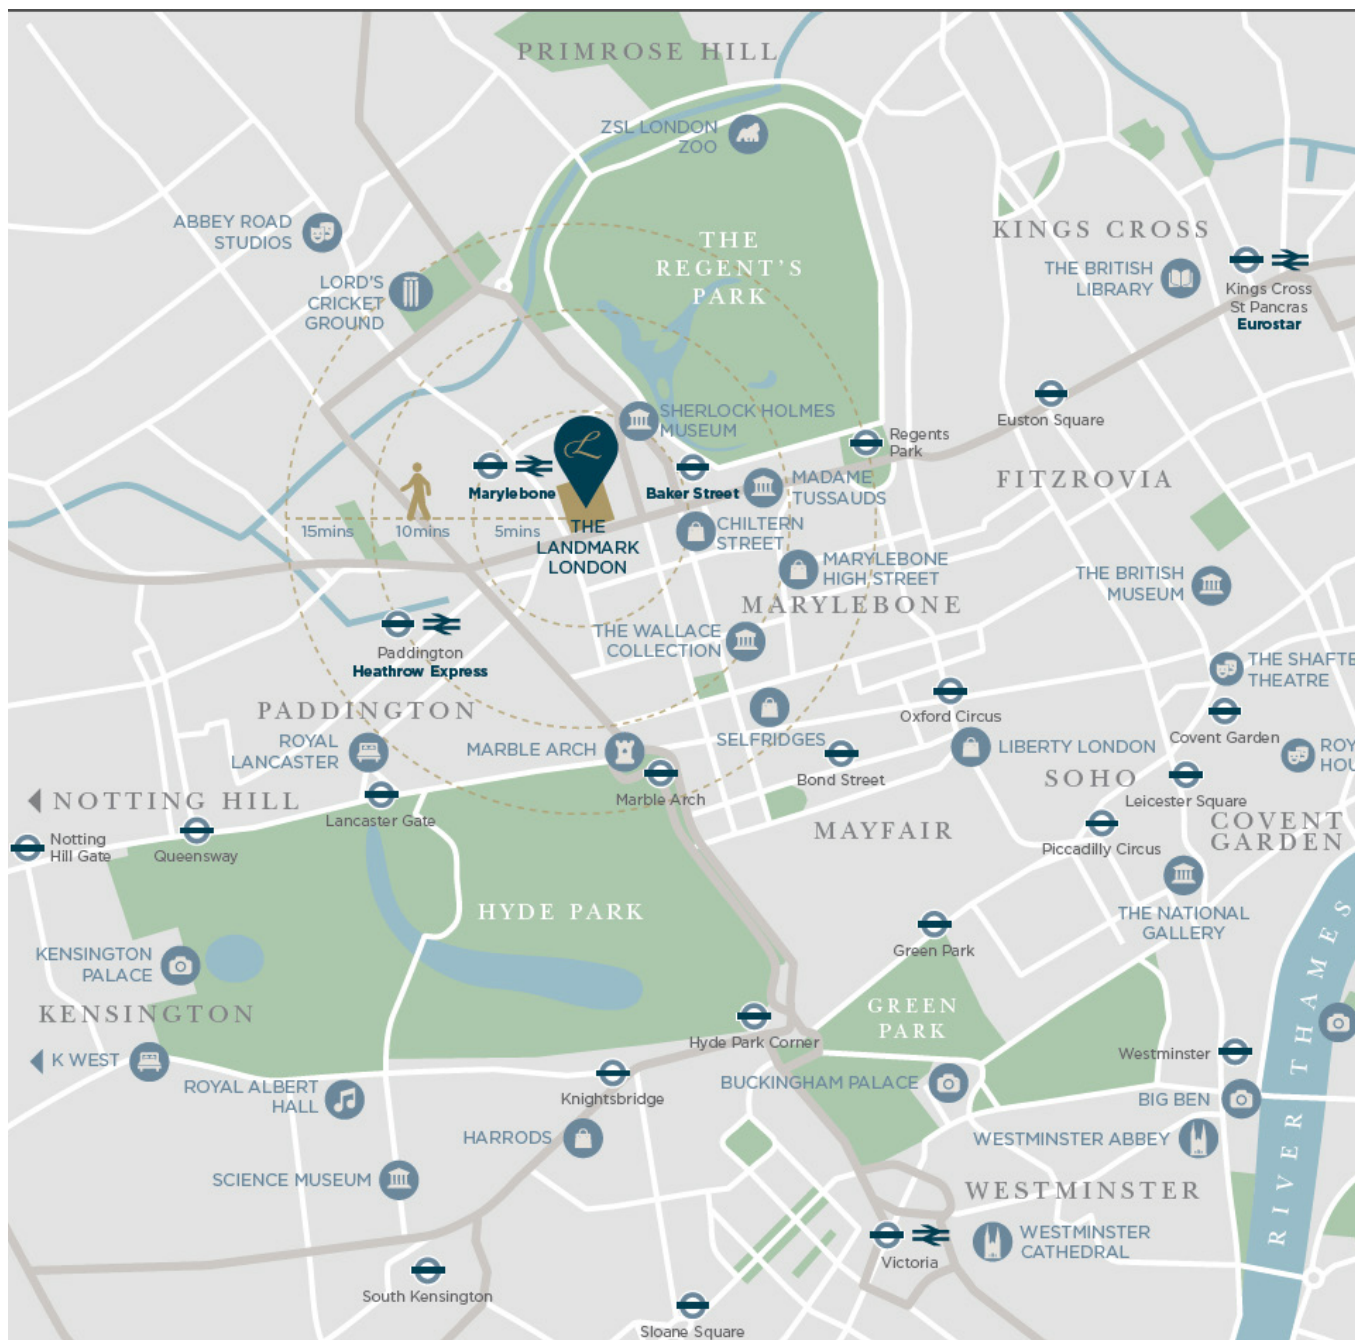 PRIMROSE HILL
ZSL LONDON
ZOO
ABBEY ROAD
STUDIOS
THE
REGENT'S
PARK
KINGS CROSS
LORD'S
CRICKET
GROUND
THE BRITISH
LIBRARY
Kings Cross
St Pancras
Eurostar
Euston Square
SHERLOCK HOLMES
MUSEUM
Regents
Park
L
Marylebone
Baker Street
MADAME
TUSSAUDS
FITZROVIA
15mins
10mins
5mins
THE
LANDMARK
LONDON
CHILTERN
STREET
MARYLEBONE
HIGH STREET
THE BRITISH
MUSEUM
MARYLEBONE
Paddington
Heathrow Express
THE WALLACE
COLLECTION
THE SHAFTE
THEATRE
PADDINGTON
Oxford Circus
Covent Garden
ROYAL
LANCASTER
MARBLE ARCH
SELFRIDGES
LIBERTY LONDON
ROY
HOU
Bond Street
SOHO
NOTTING HILL
Marble Arch
Leicester Square
Lancaster Gate
MAYFAIR
COVENT
GARDEN
Notting
Hill Gate
Queensway
Piccadilly Circus
HYDE PARK
THE NATIONAL
GALLERY
KENSINGTON
PALACE
Green Park
KENSINGTON
GREEN
PARK
RIVER THAMES
Hyde Park Corner
Westminster
K WEST
ROYAL ALBERT
HALL
Knightsbridge
BUCKINGHAM PALACE
BIG BEN
HARRODS
WESTMINSTER ABBEY
SCIENCE MUSEUM
WESTMINSTER
WESTMINSTER
CATHEDRAL
Victoria
South Kensington
Sloane Square